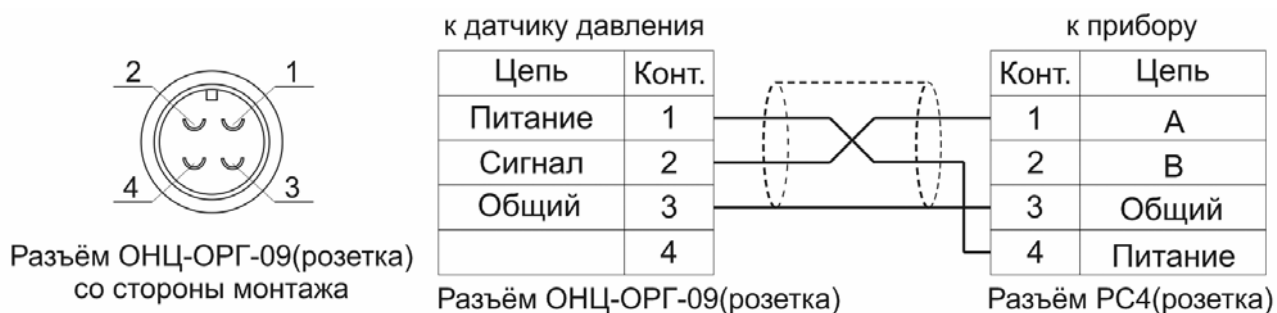 2 1
4 3
Разъём ОНЦ-ОРГ-09(розетка)
со стороны монтажа
к датчику давления
Цепь Конт.
Питание 1
Сигнал 2
Общий 3
4
Разъём ОНЦ-ОРГ-09(розетка)
к прибору
Конт. Цепь
1 А
2 В
3 Общий
4 Питание
Разъём РС4(розетка)